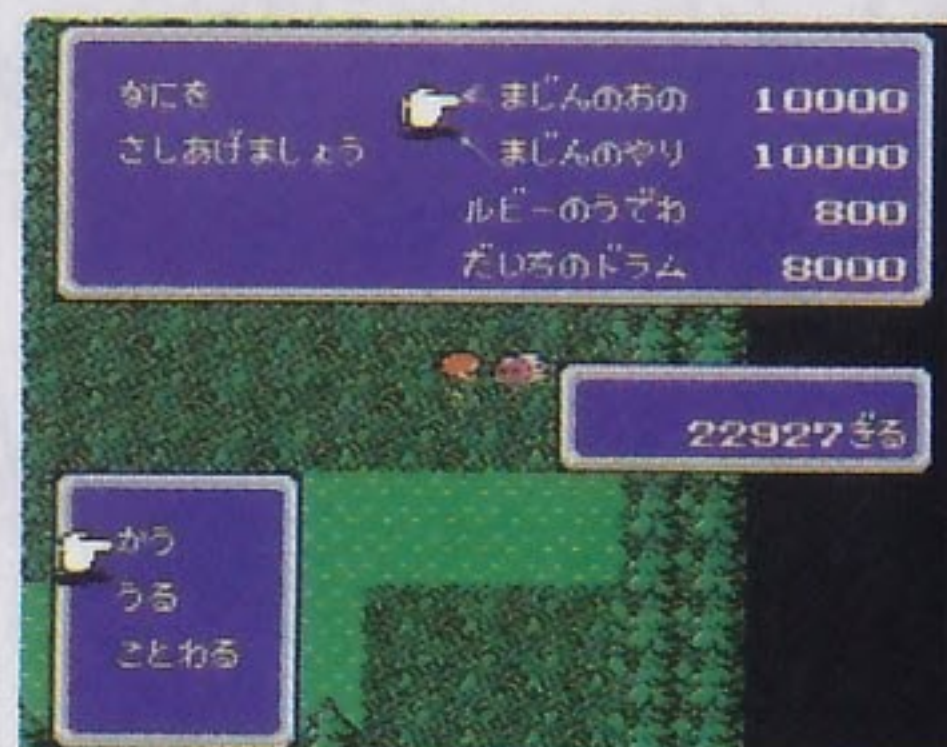 なにを
さしあげましょう
まじんのおの 10000
まじんのやり 10000
ルビーのうでわ 800
だいちのドラム 8000
22927ぎる
かう
うる
ことわる